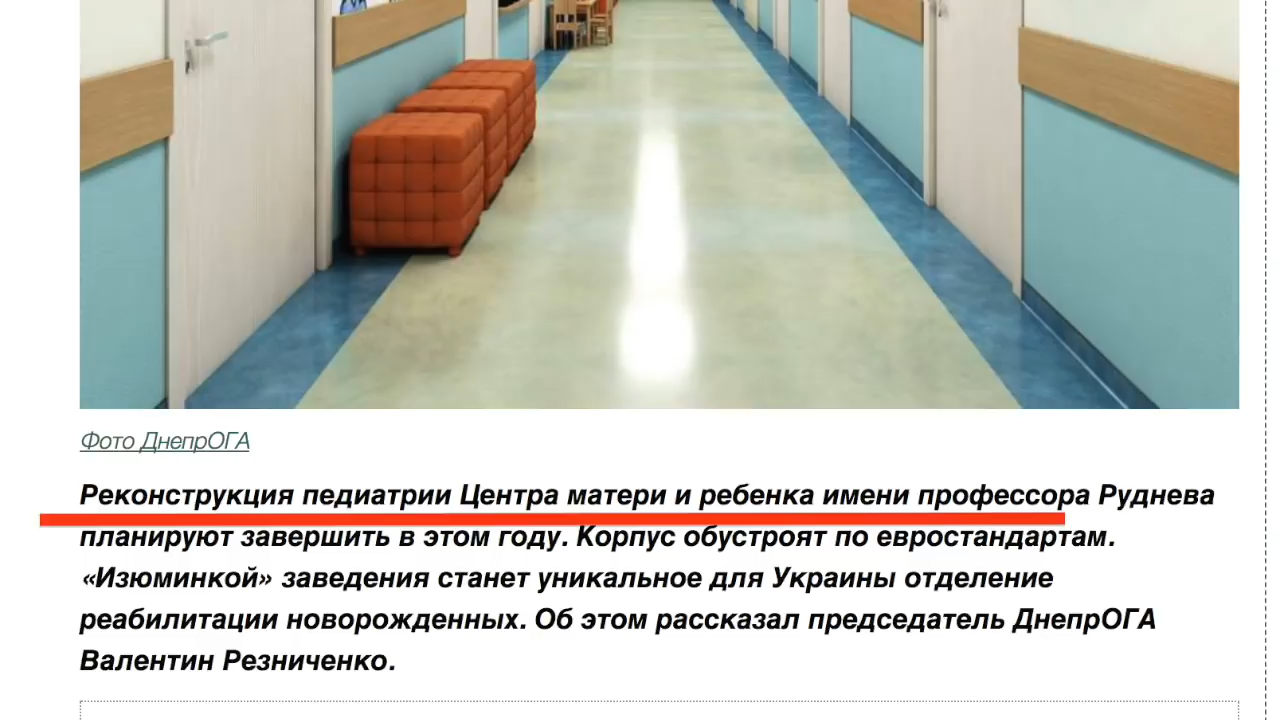 Фото ДнепрОГА
Реконструкция педиатрии Центра матери и ребенка имени профессора Руднева
планируют завершить в этом году. Корпус обустроят по евростандартам.
«Изюминкой» заведения станет уникальное для Украины отделение
реабилитации новорожденных. Об этом рассказал председатель ДнепрОГА
Валентин Резниченко.